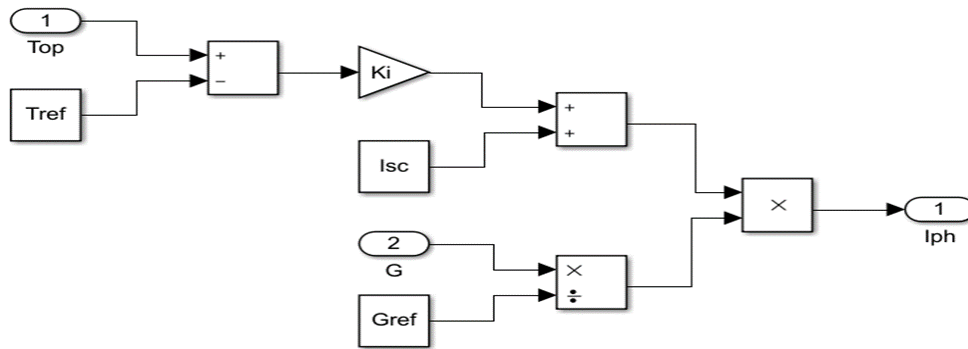 1
Top
+
−
Tref
Ki
+
+
Isc
×
1
Iph
2
G
×
÷
Gref